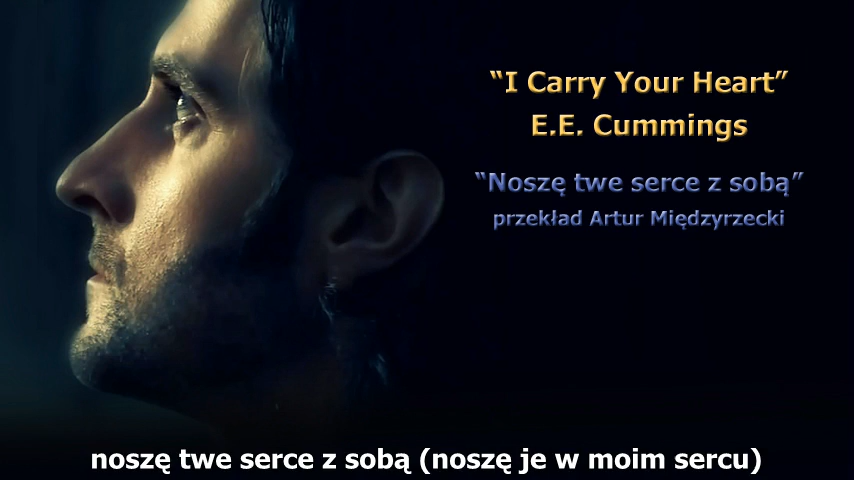 “I Carry Your Heart”
E.E. Cummings
“Noszę twe serce z sobą”
przekład Artur Międzyrzecki
noszę twe serce z sobą (noszę je w moim sercu)